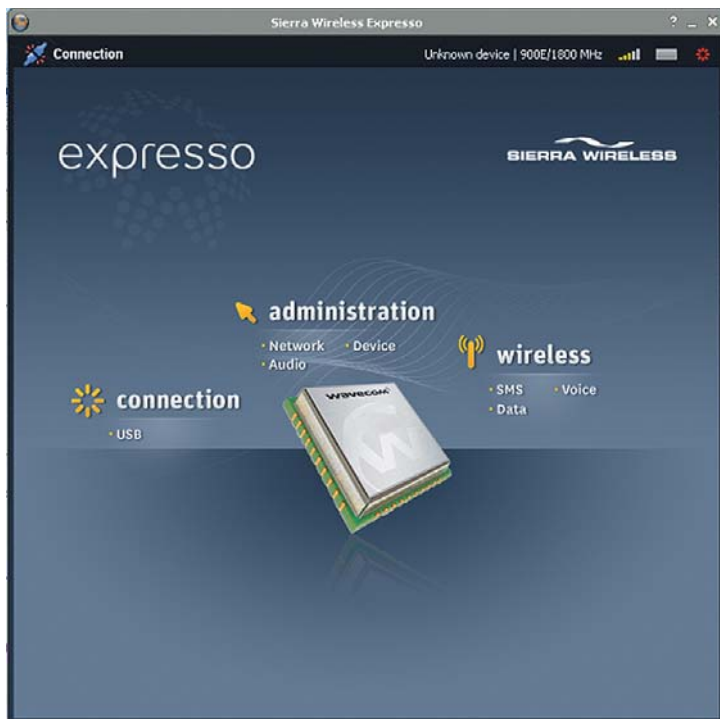 Sierra Wireless Expresso
? _ x
Connection
Unknown device | 900E/1800 MHz
expresso
SIERRA WIRELESS
administration
• Network • Device
• Audio
wireless
• SMS • Voice
• Data
connection
• USB
wavecom
W